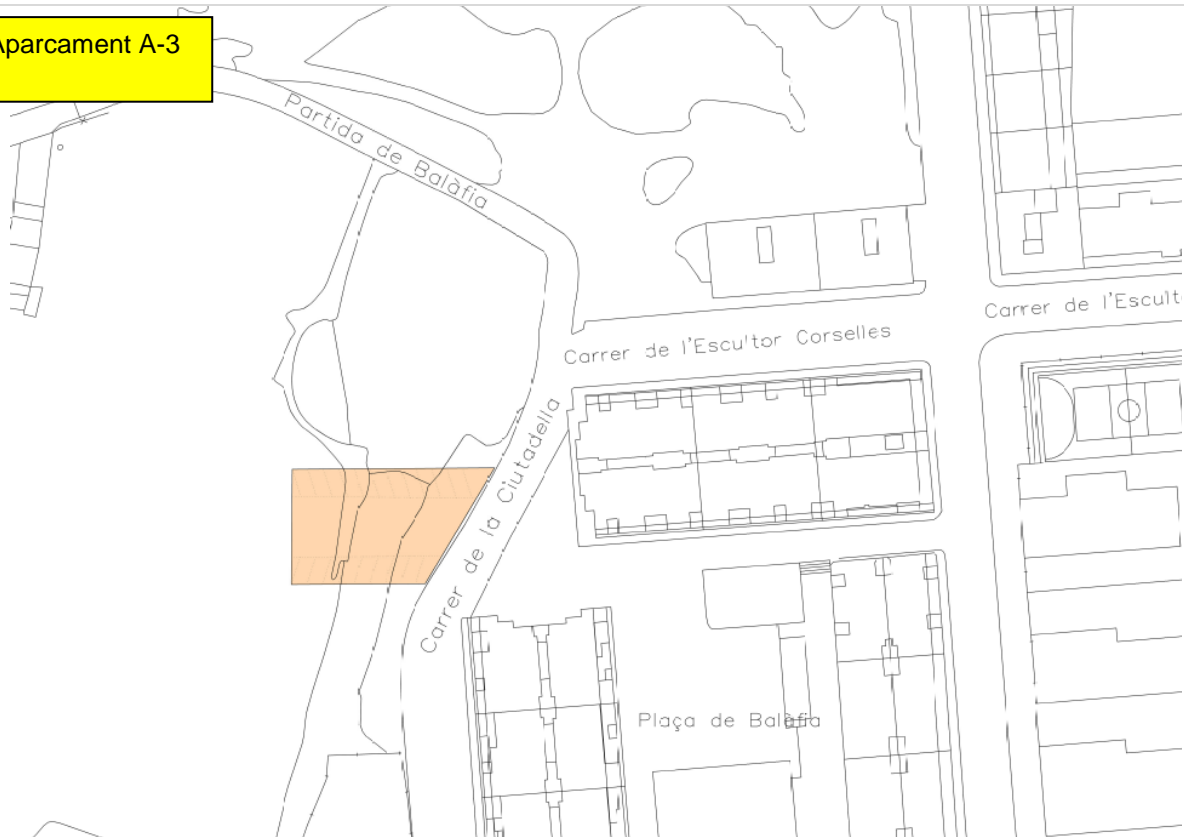 Aparcament A-3
Partida de Balàfia
Carrer de l'Escultor Corselles
Carrer de l'Escult
Carrer de la Ciutadella
Plaça de Balàfia